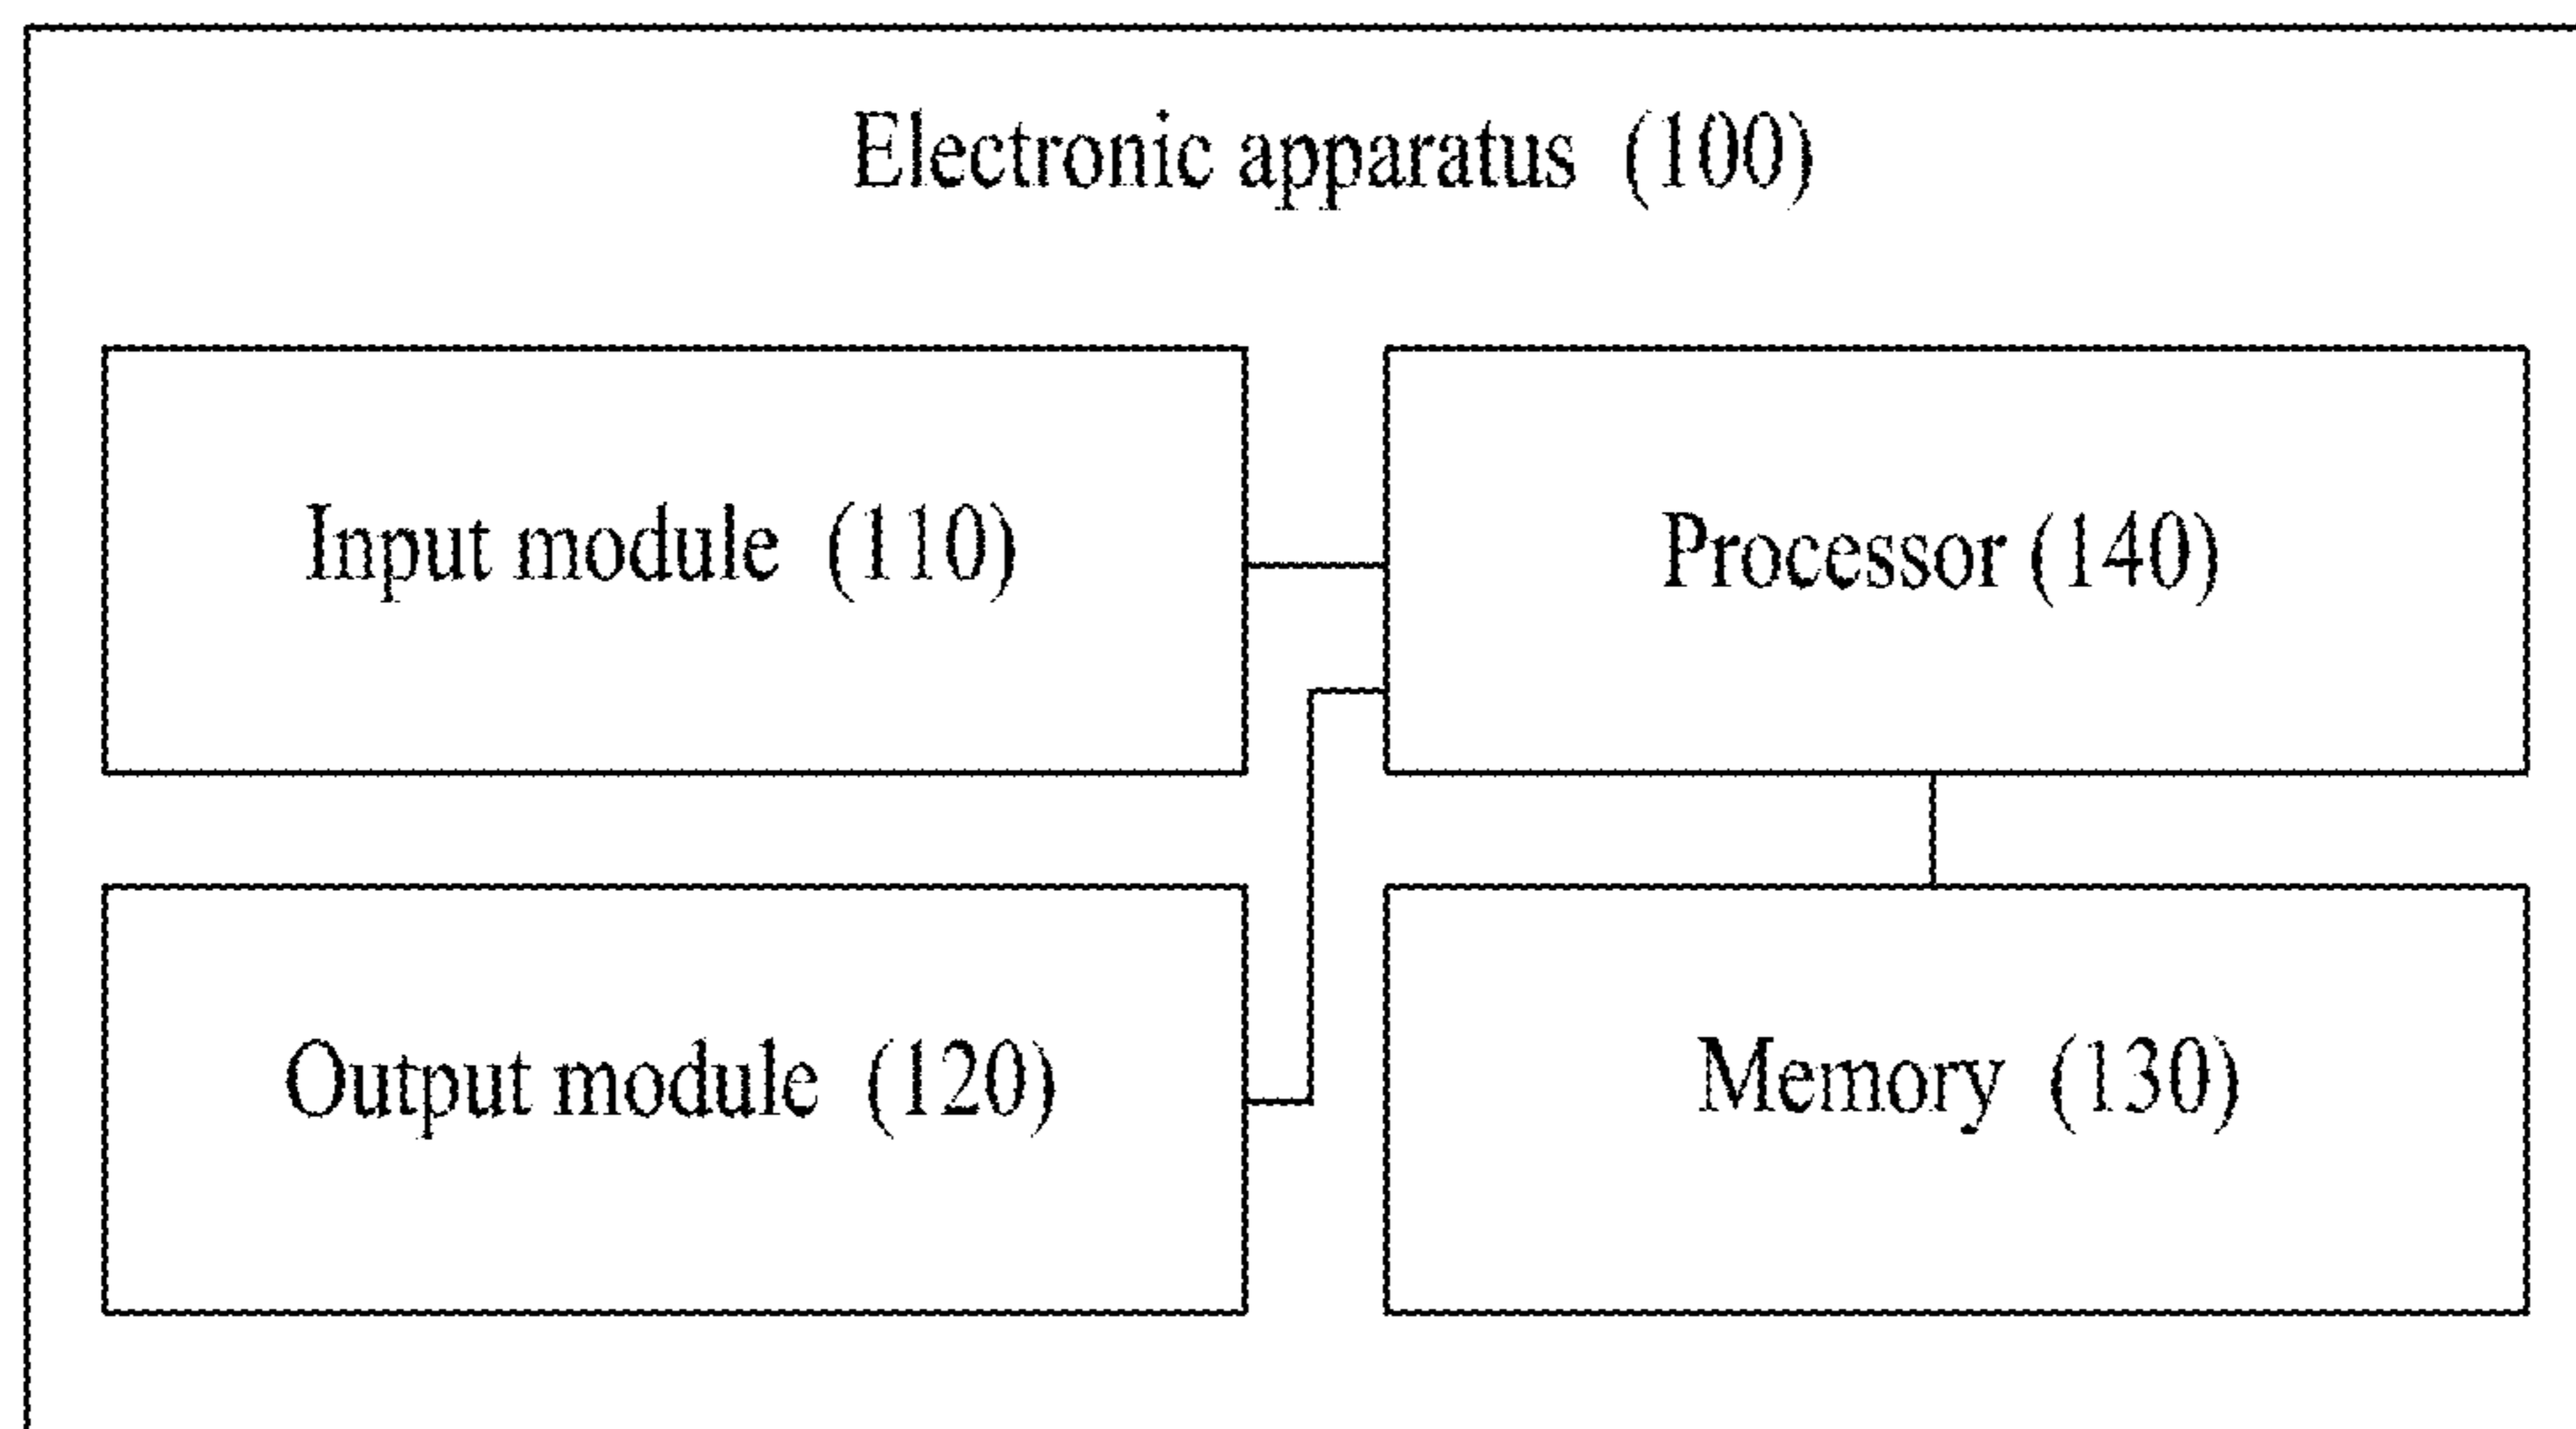 Electronic apparatus (100)
Input module (110)
Processor (140)
Output module (120)
Memory (130)